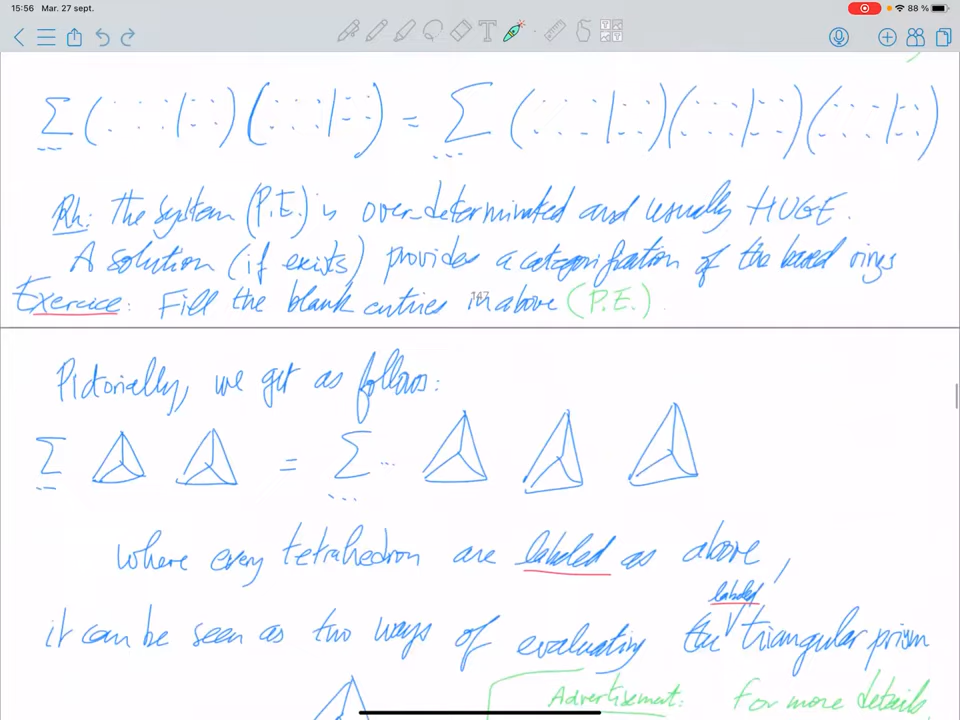 15:56 Mar. 27 sept. 88 %
∑ (· · · · · · | · · · ·)(· · · · · · | · · · ·) = ∑ (· · · · · · | · · · ·)(· · · · · · | · · · ·)(· · · · · · | · · · ·)
Rk: The system (P.E.) is over-determinated and usually HUGE.
A solution (if exists) provides a categorification of the based rings
Exercice: Fill the blank entries in above (P.E.)
Pictorially, we get as follows:
∑ = ∑ ...
where every tetrahedron are labeled as above,
labeled
it can be seen as two ways of evaluating the triangular prism
Advertisement: For more details,